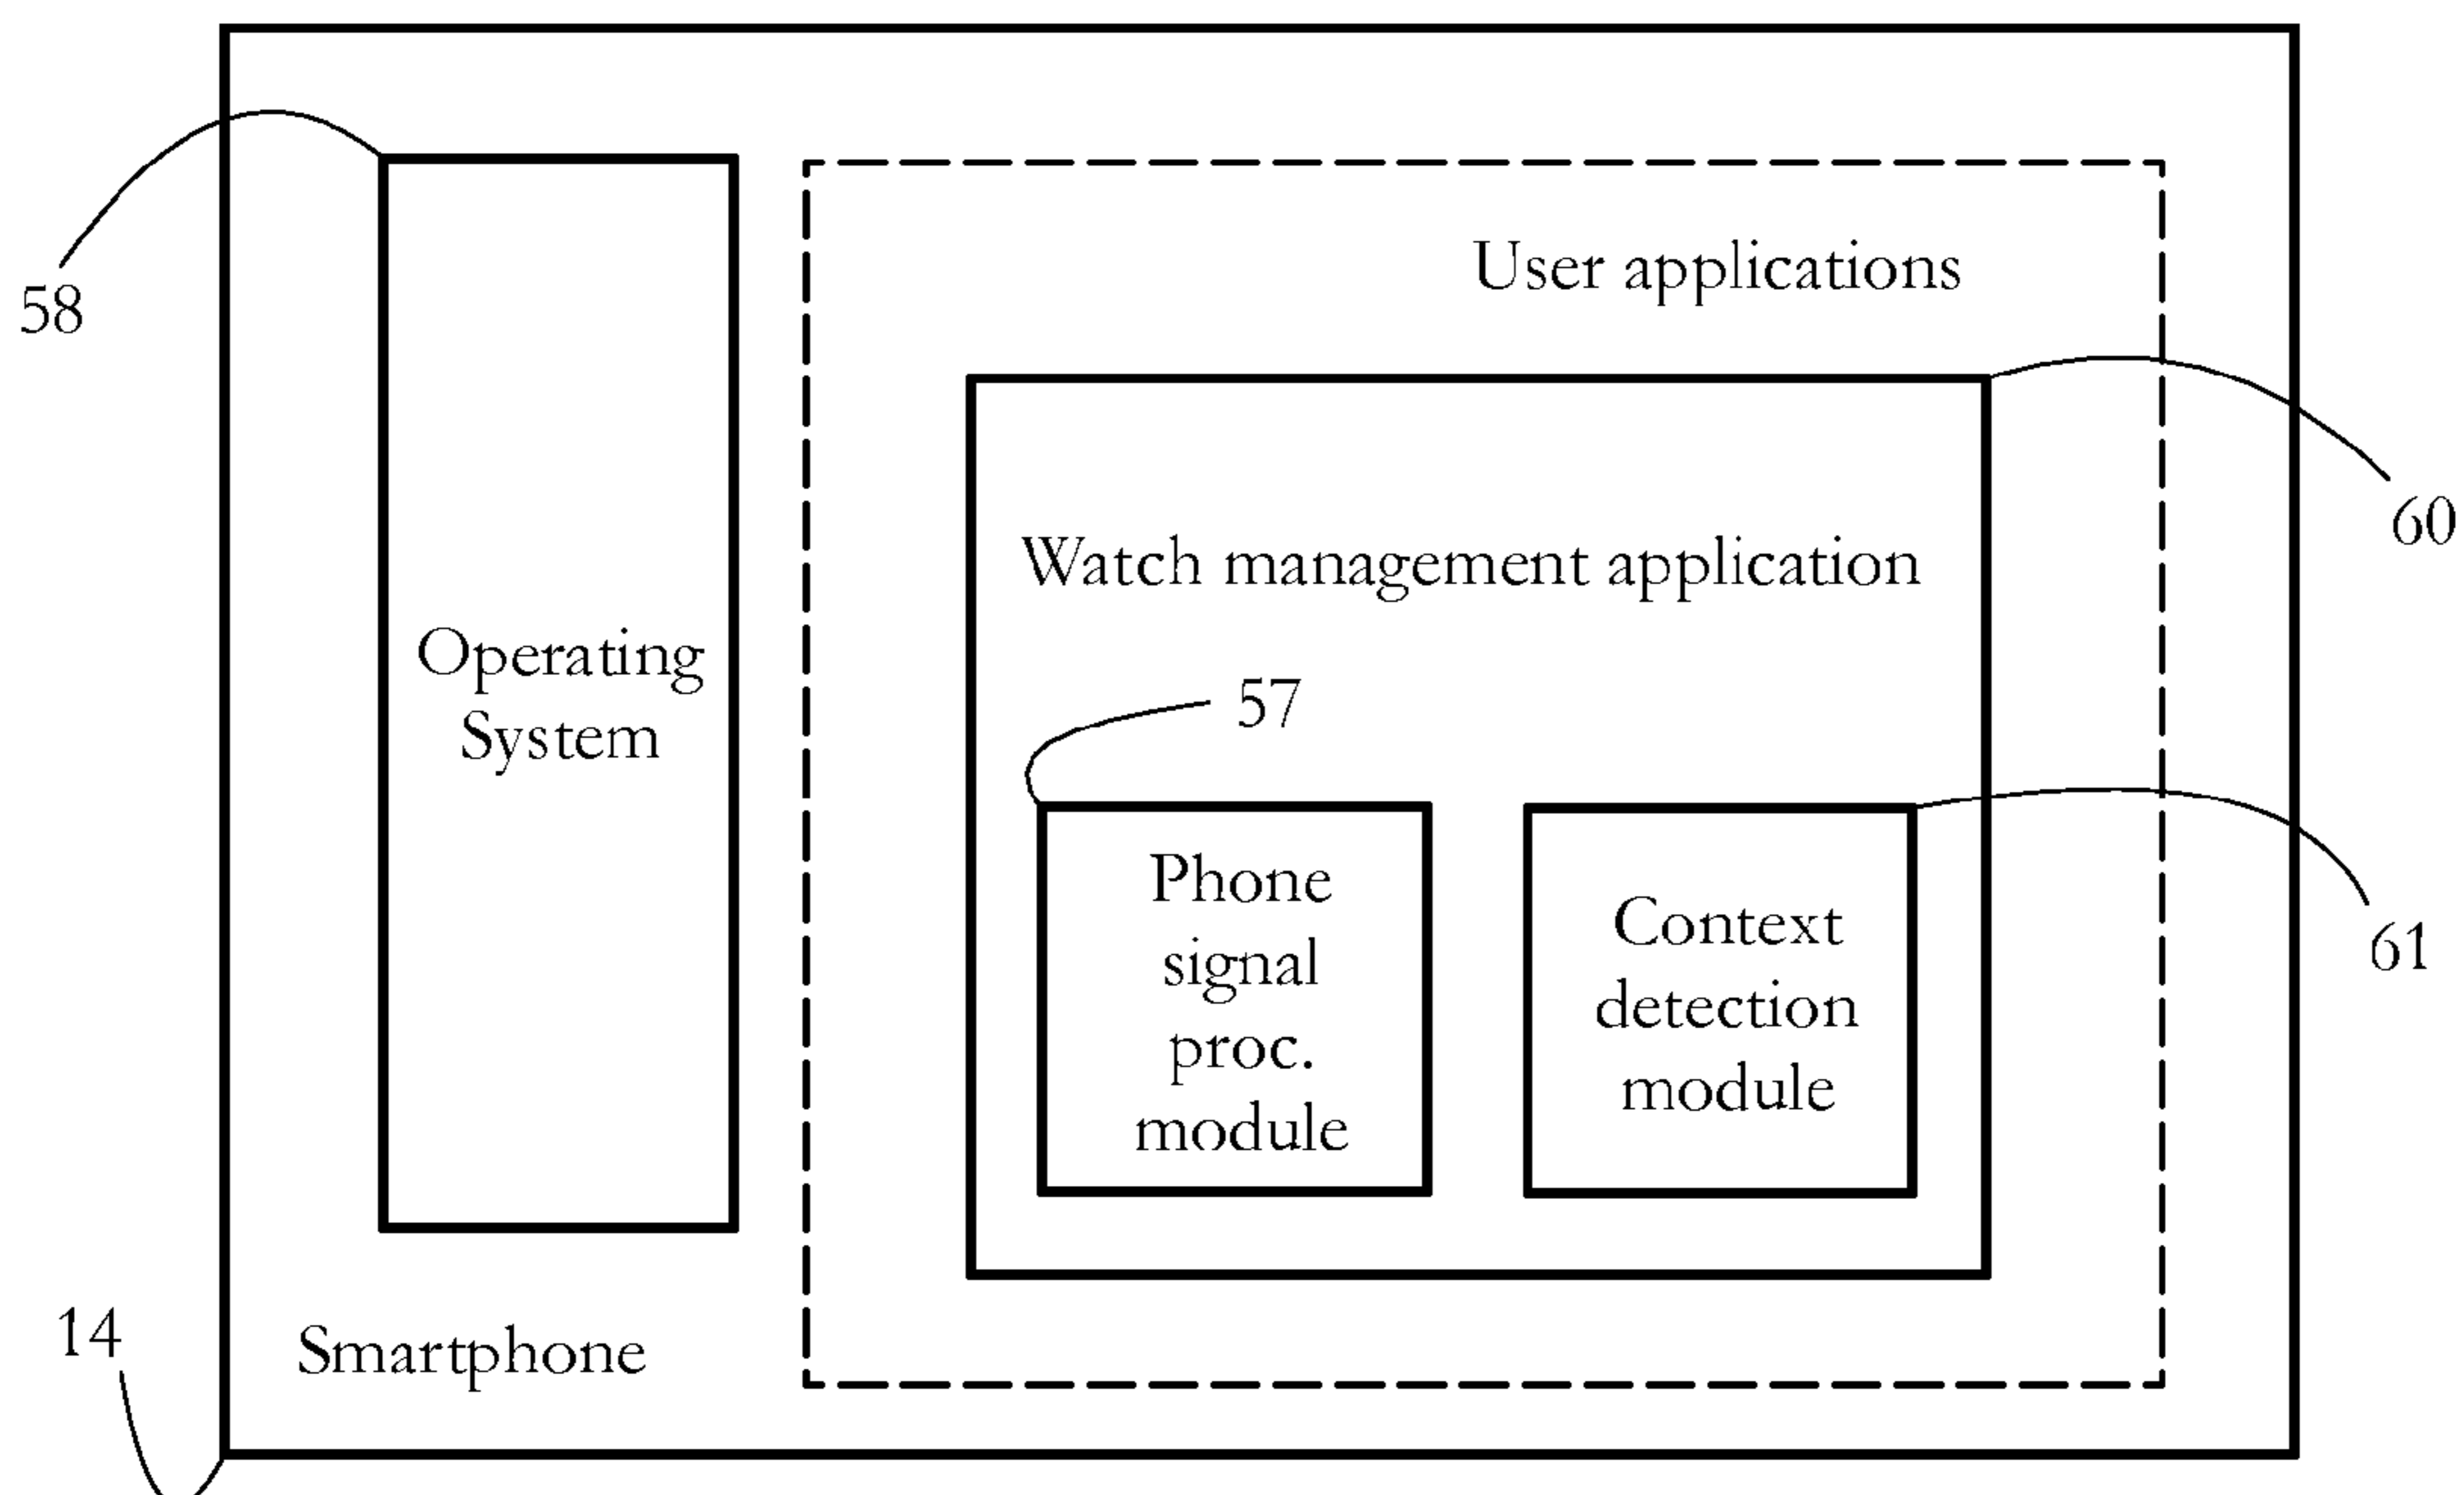 User applications
58
60
Watch management application
Operating
System
57
Phone
signal
proc.
module
Context
detection
module
61
14
Smartphone